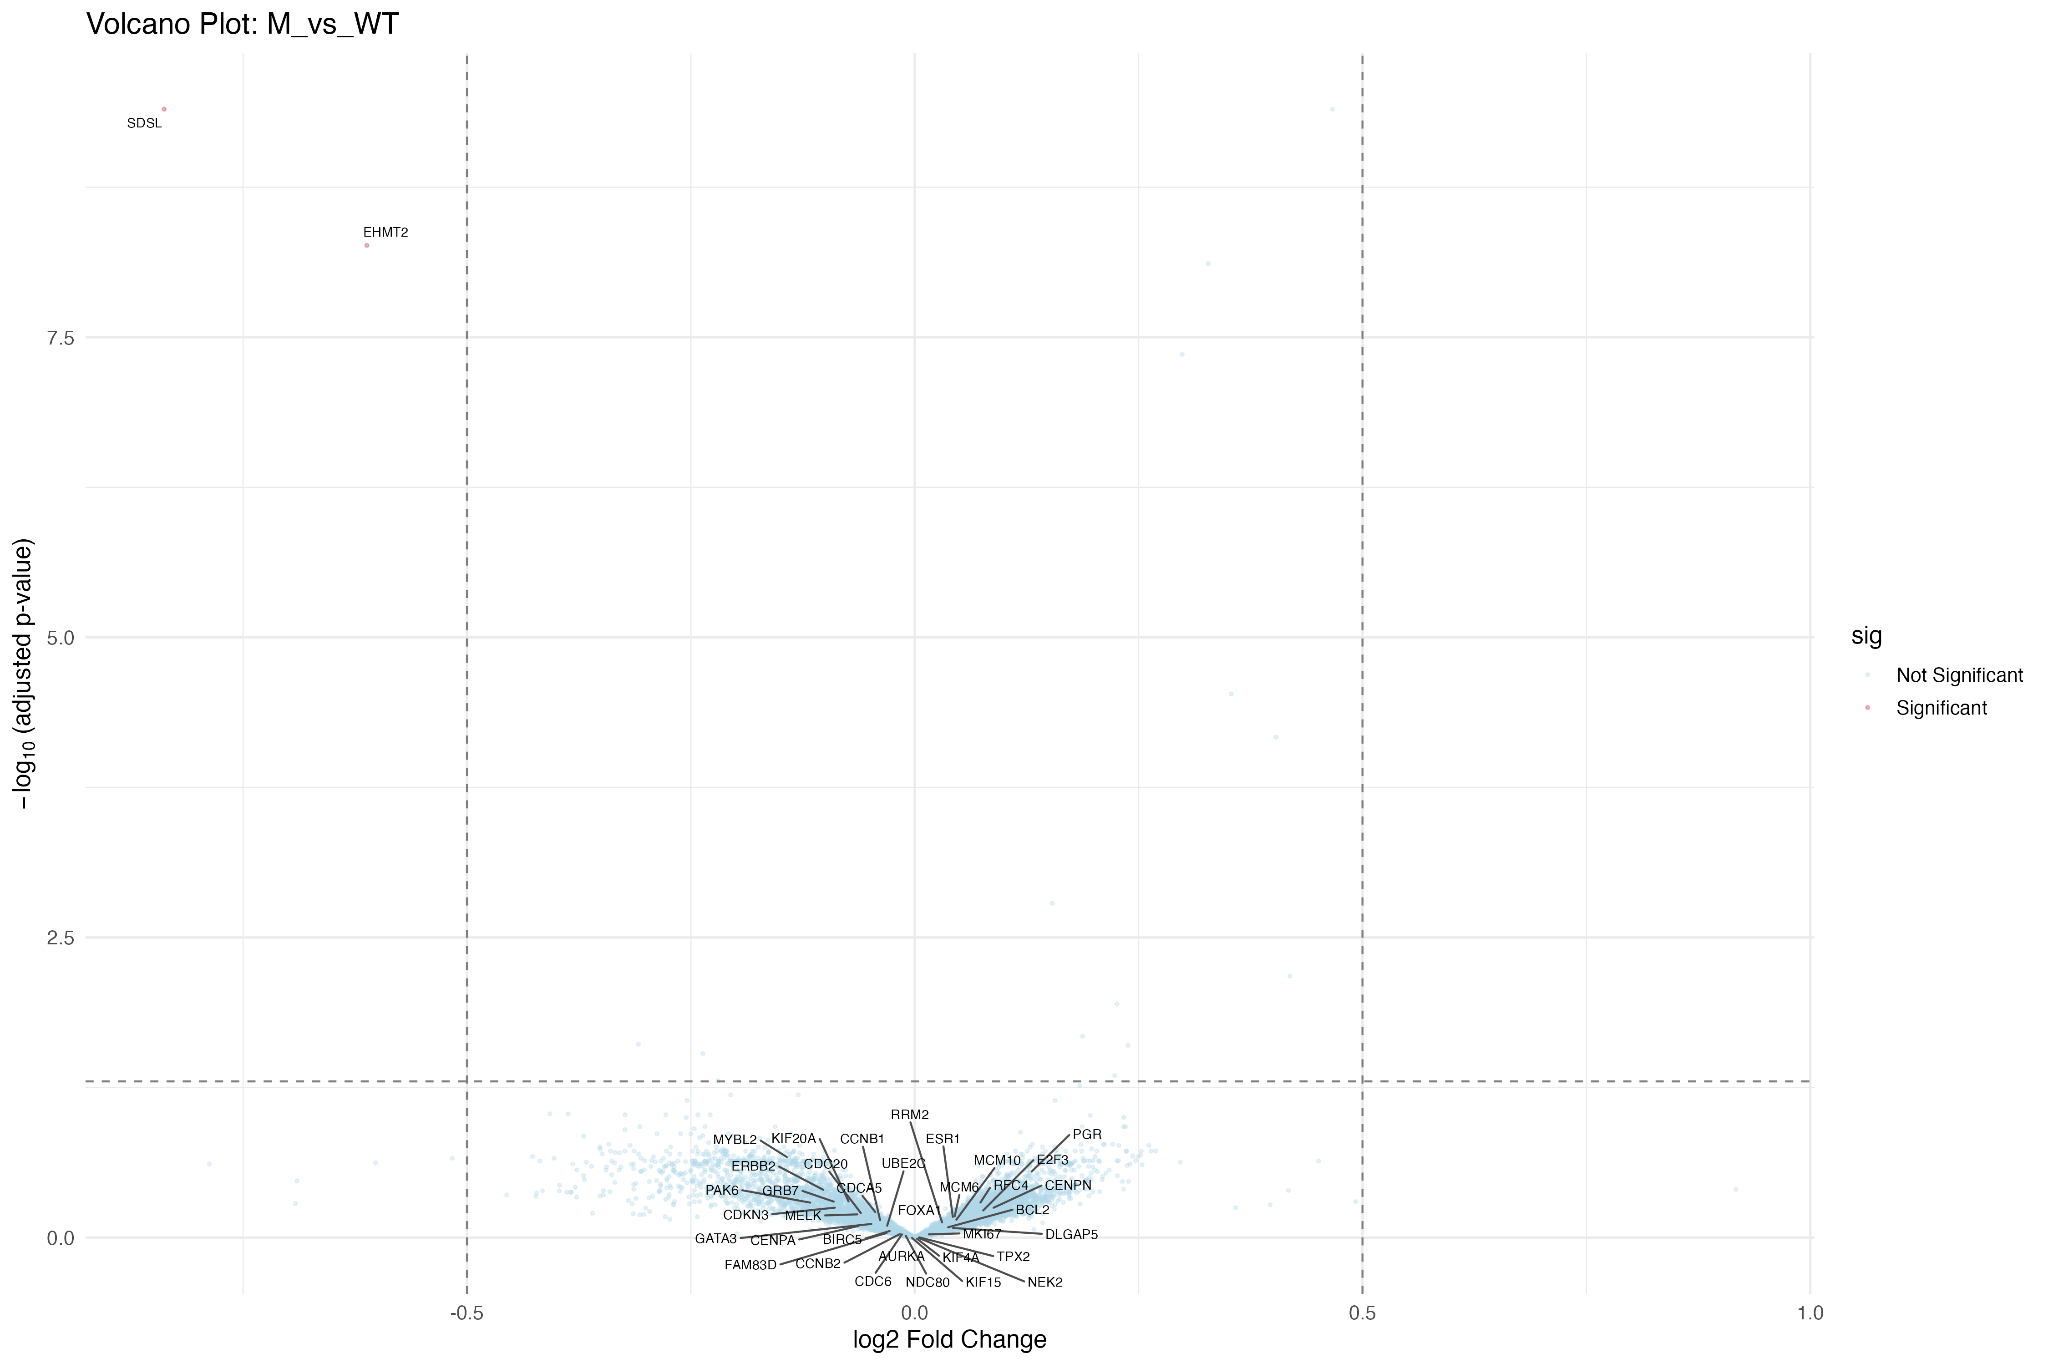 Volcano Plot: M_vs_WT
SDSL
EHMT2
7.5
5.0
2.5
0.0
−log10 (adjusted p-value)
sig
Not Significant
Significant
RRM2
MYBL2 KIF20A CCNB1 ESR1 PGR
ERBB2 CDC20 UBE2C MCM10 E2F3
PAK6 GRB7 CDCA5 MCM6 RFC4 CENPN
CDKN3 MELK FOXA1 BCL2
GATA3 CENPA BIRC5 MKI67 DLGAP5
FAM83D CCNB2 AURKA KIF4A TPX2
CDC6 NDC80 KIF15 NEK2
-0.5 0.0 0.5 1.0
log2 Fold Change